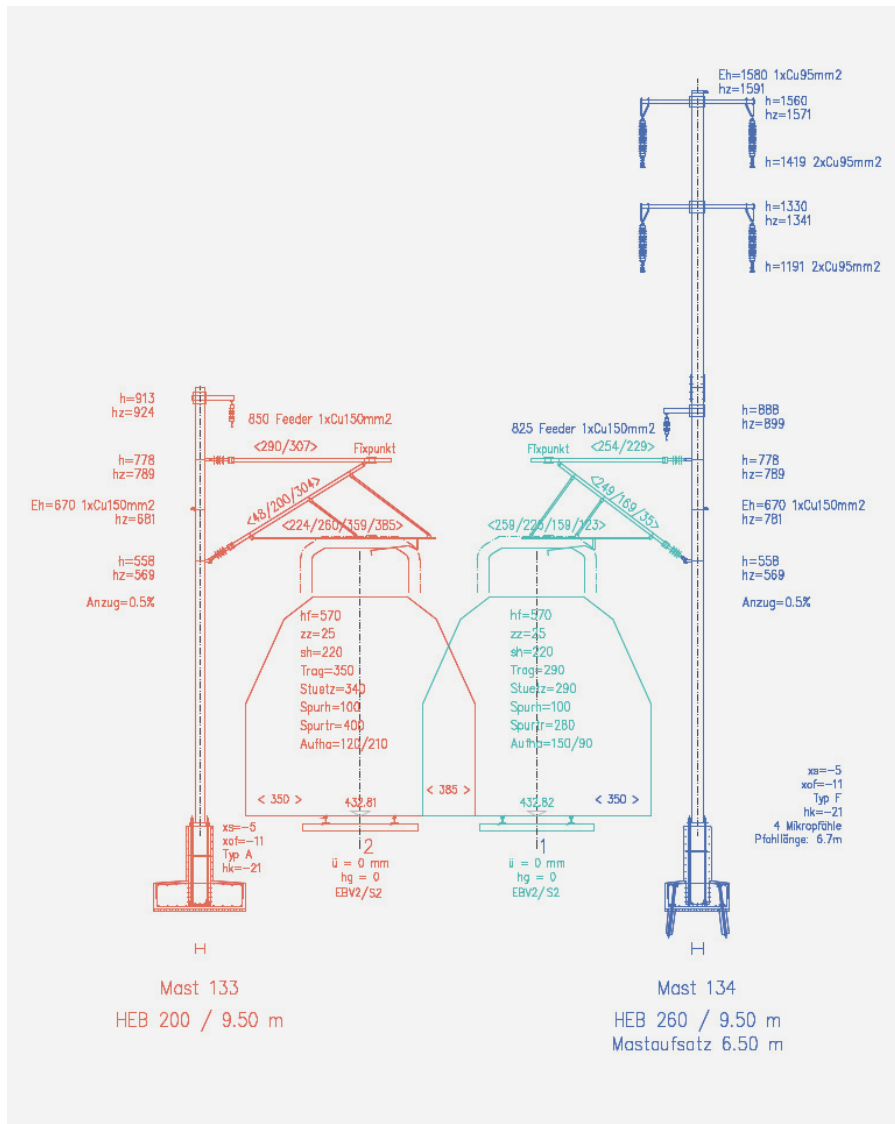 Eh=1580 1xCu95mm2
hz=1591
h=1560
hz=1571
h=1419 2xCu95mm2
h=1330
hz=1341
h=1191 2xCu95mm2
h=913
hz=924
850 Feeder 1xCu150mm2
<290/307>
Fixpunkt
h=778
hz=789
Eh=670 1xCu150mm2
hz=681
<48/200/304>
<224/260/359/385>
h=558
hz=569
Anzug=0.5%
h=888
hz=899
825 Feeder 1xCu150mm2
Fixpunkt
<254/229>
h=778
hz=789
<249/169/35>
Eh=670 1xCu150mm2
hz=781
<259/225/159/123>
h=558
hz=569
Anzug=0.5%
hf=570
zz=25
sh=220
Trag=350
Stuetz=340
Spurh=100
Spurtr=400
Aufha=120/210
hf=570
zz=25
sh=220
Trag=290
Stuetz=290
Spurh=100
Spurtr=280
Aufha=150/90
< 350 >
432.81
< 385 >
432.82
< 350 >
xs=-5
xof=-11
Typ A
hk=-21
2
ü = 0 mm
hg = 0
EBV2/S2
1
ü = 0 mm
hg = 0
EBV2/S2
xs=-5
xof=-11
Typ F
hk=-21
4 Mikropfähle
Pfahllänge: 6.7m
Mast 133
HEB 200 / 9.50 m
Mast 134
HEB 260 / 9.50 m
Mastaufsatz 6.50 m